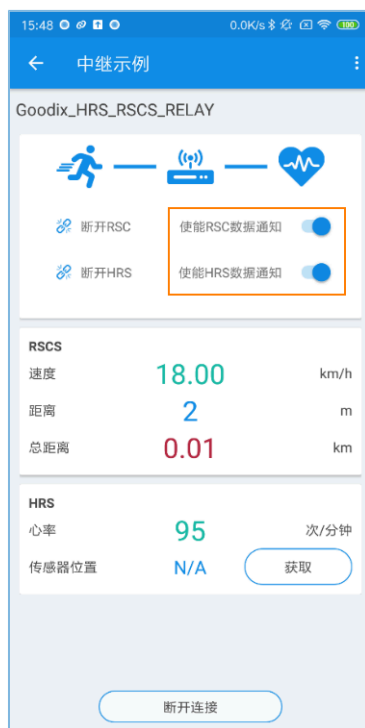 15:48 0.0K/s 100
中继示例
Goodix_HRS_RSCS_RELAY
断开RSC 使能RSC数据通知
断开HRS 使能HRS数据通知
RSCS
速度 18.00 km/h
距离 2 m
总距离 0.01 km
HRS
心率 95 次/分钟
传感器位置 N/A 获取
断开连接